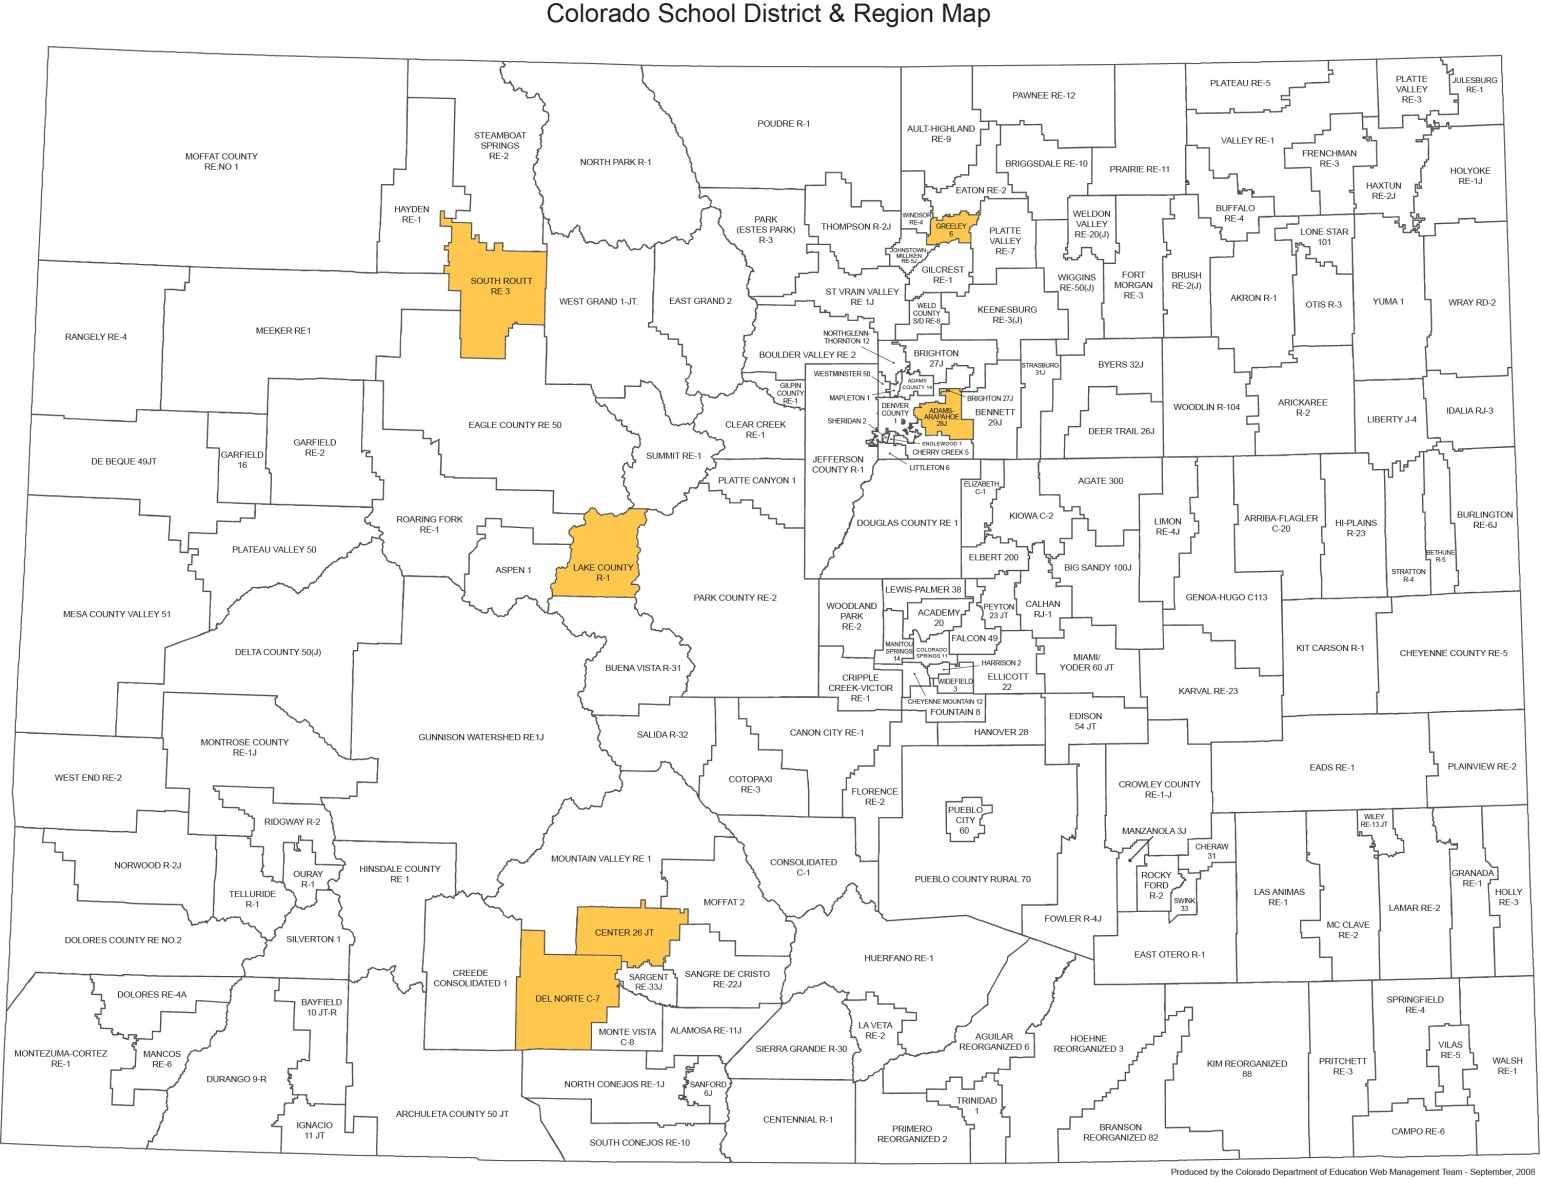 Colorado School District & Region Map
MOFFAT COUNTY
RE:NO 1
HAYDEN
RE-1
STEAMBOAT
SPRINGS
RE-2
NORTH PARK R-1
POUDRE R-1
AULT-HIGHLAND
RE-9
PAWNEE RE-12
BRIGGSDALE RE-10
PRAIRIE RE-11
PLATEAU RE-5
VALLEY RE-1
FRENCHMAN
RE-3
PLATTE
VALLEY
RE-3
JULESBURG
RE-1
HOLYOKE
RE-1J
HAXTUN
RE-2J
BUFFALO
RE-4
LONE STAR
101
EATON RE-2
WINDSOR
RE-4
GREELEY
6
PLATTE
VALLEY
RE-7
WELDON
VALLEY
RE-20(J)
PARK
(ESTES PARK)
R-3
THOMPSON R-2J
JOHNSTOWN-
MILLIKEN
RE-5J
GILCREST
RE-1
SOUTH ROUTT
RE 3
WEST GRAND 1-JT.
EAST GRAND 2
ST VRAIN VALLEY
RE 1J
WELD
COUNTY
S/D RE-8
KEENESBURG
RE-3(J)
WIGGINS
RE-50(J)
FORT
MORGAN
RE-3
BRUSH
RE-2(J)
AKRON R-1
OTIS R-3
YUMA 1
WRAY RD-2
RANGELY RE-4
MEEKER RE1
NORTHGLENN-
THORNTON 12
BOULDER VALLEY RE 2
BRIGHTON
27J
WESTMINSTER 50
ADAMS
COUNTY 14
MAPLETON 1
BRIGHTON 27J
DENVER
COUNTY
1
ADAMS-
ARAPAHOE
28J
BENNETT
29J
STRASBURG
31J
BYERS 32J
DEER TRAIL 26J
WOODLIN R-104
ARICKAREE
R-2
LIBERTY J-4
IDALIA RJ-3
GILPIN
COUNTY
RE-1
SHERIDAN 2
ENGLEWOOD 1
CHERRY CREEK 5
LITTLETON 6
CLEAR CREEK
RE-1
JEFFERSON
COUNTY R-1
EAGLE COUNTY RE 50
SUMMIT RE-1
PLATTE CANYON 1
DE BEQUE 49JT
GARFIELD
16
GARFIELD
RE-2
ROARING FORK
RE-1
ASPEN 1
LAKE COUNTY
R-1
PLATEAU VALLEY 50
MESA COUNTY VALLEY 51
DELTA COUNTY 50(J)
PARK COUNTY RE-2
BUENA VISTA R-31
DOUGLAS COUNTY RE 1
ELIZABETH
C-1
KIOWA C-2
AGATE 300
ELBERT 200
BIG SANDY 100J
LIMON
RE-4J
GENOA-HUGO C113
ARRIBA-FLAGLER
C-20
HI-PLAINS
R-23
STRATTON
R-4
BETHUNE
R-5
BURLINGTON
RE-6J
WOODLAND
PARK
RE-2
LEWIS-PALMER 38
ACADEMY
20
PEYTON
23 JT
CALHAN
RJ-1
FALCON 49
MANITOU
SPRINGS
14
COLORADO
SPRINGS 11
HARRISON 2
WIDEFIELD
3
ELLICOTT
22
MIAMI/
YODER 60 JT
CRIPPLE
CREEK-VICTOR
RE-1
CHEYENNE MOUNTAIN 12
FOUNTAIN 8
HANOVER 28
EDISON
54 JT
KARVAL RE-23
KIT CARSON R-1
CHEYENNE COUNTY RE-5
MONTROSE COUNTY
RE-1J
GUNNISON WATERSHED RE1J
SALIDA R-32
COTOPAXI
RE-3
CANON CITY RE-1
FLORENCE
RE-2
WEST END RE-2
RIDGWAY R-2
PUEBLO
CITY
60
PUEBLO COUNTY RURAL 70
CROWLEY COUNTY
RE-1-J
EADS RE-1
PLAINVIEW RE-2
MANZANOLA 3J
CHERAW
31
ROCKY
FORD
R-2
SWINK
33
FOWLER R-4J
EAST OTERO R-1
LAS ANIMAS
RE-1
MC CLAVE
RE-2
WILEY
RE-13 JT
LAMAR RE-2
GRANADA
RE-1
HOLLY
RE-3
NORWOOD R-2J
TELLURIDE
R-1
OURAY
R-1
HINSDALE COUNTY
RE 1
MOUNTAIN VALLEY RE 1
CONSOLIDATED
C-1
MOFFAT 2
DOLORES COUNTY RE NO.2
SILVERTON 1
CREEDE
CONSOLIDATED 1
CENTER 26 JT
DEL NORTE C-7
SARGENT
RE-33J
SANGRE DE CRISTO
RE-22J
HUERFANO RE-1
MONTE VISTA
C-8
ALAMOSA RE-11J
SIERRA GRANDE R-30
LA VETA
RE-2
AGUILAR
REORGANIZED 6
HOEHNE
REORGANIZED 3
KIM REORGANIZED
88
PRITCHETT
RE-3
SPRINGFIELD
RE-4
VILAS
RE-5
WALSH
RE-1
CAMPO RE-6
DOLORES RE-4A
MONTEZUMA-CORTEZ
RE-1
MANCOS
RE-6
DURANGO 9-R
BAYFIELD
10 JT-R
IGNACIO
11 JT
ARCHULETA COUNTY 50 JT
NORTH CONEJOS RE-1J
SANFORD
6J
SOUTH CONEJOS RE-10
CENTENNIAL R-1
PRIMERO
REORGANIZED 2
TRINIDAD
1
BRANSON
REORGANIZED 82
Produced by the Colorado Department of Education Web Management Team - September, 2008